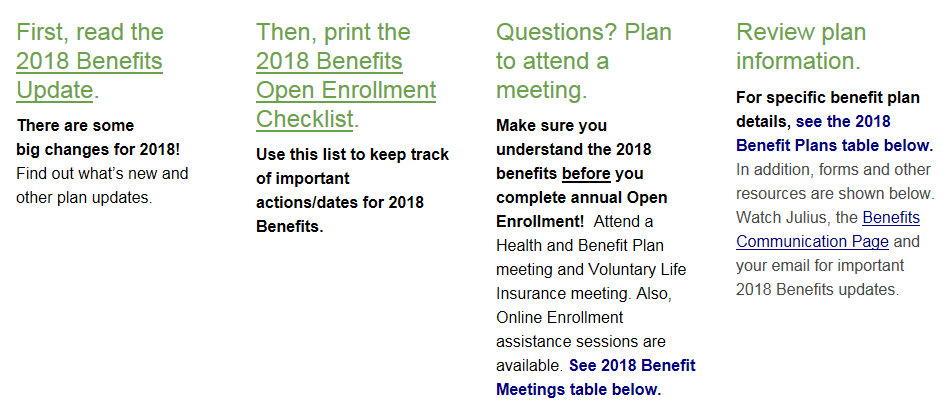 First, read the
2018 Benefits
Update.
There are some
big changes for 2018!
Find out what’s new and
other plan updates.
Then, print the
2018 Benefits
Open Enrollment
Checklist.
Use this list to keep track
of important
actions/dates for 2018
Benefits.
Questions? Plan
to attend a
meeting.
Make sure you
understand the 2018
benefits before you
complete annual Open
Enrollment!  Attend a
Health and Benefit Plan
meeting and Voluntary Life
Insurance meeting. Also,
Online Enrollment
assistance sessions are
available. See 2018 Benefit
Meetings table below.
Review plan
information.
For specific benefit plan
details, see the 2018
Benefit Plans table below.
In addition, forms and other
resources are shown below.
Watch Julius, the Benefits
Communication Page and
your email for important
2018 Benefits updates.